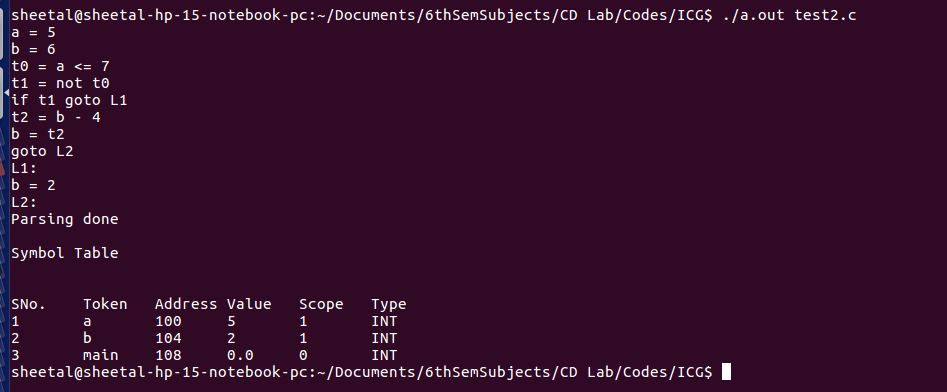 sheetal@sheetal-hp-15-notebook-pc:~/Documents/6thSemSubjects/CD Lab/Codes/ICG$ ./a.out test2.c
a = 5
b = 6
t0 = a <= 7
t1 = not t0
if t1 goto L1
t2 = b - 4
b = t2
goto L2
L1:
b = 2
L2:
Parsing done
Symbol Table
SNo. Token Address Value Scope Type
1 a 100 5 1 INT
2 b 104 2 1 INT
3 main 108 0.0 0 INT
sheetal@sheetal-hp-15-notebook-pc:~/Documents/6thSemSubjects/CD Lab/Codes/ICG$